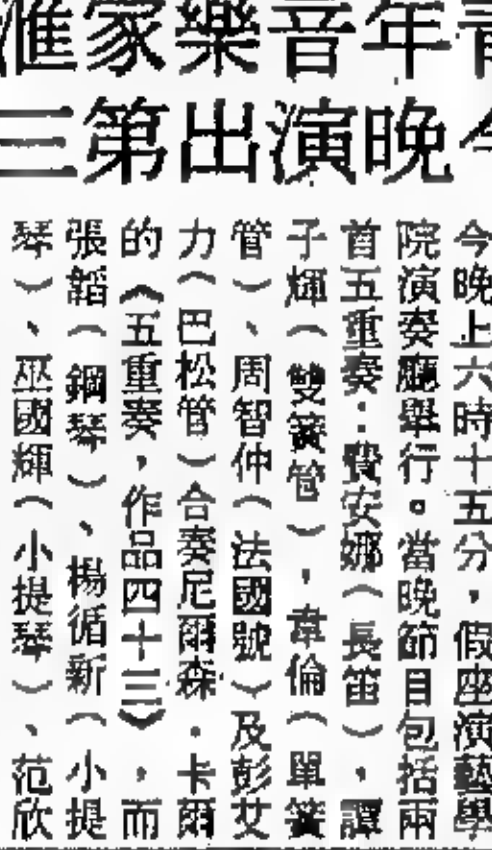 青年音樂家滙
今晚演出第三
今晚上六時十五分，假座演藝學
院演奏廳舉行。當晚節目包括兩
首五重奏：費安娜（長笛），譚
子輝（雙簧管），韋倫（單簧
管）、周智仲（法國號）及彭艾
力（巴松管）合奏尼爾森．卡爾
的《五重奏，作品四十三》，而
張韜（鋼琴）、楊循新（小提
琴）、巫國輝（小提琴）、范欣